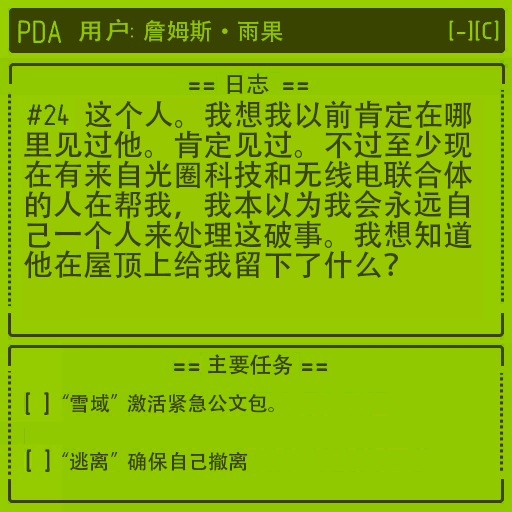 PDA 用户: 詹姆斯·雨果 [-][C]
== 日志 ==
#24 这个人。我想我以前肯定在哪
里见过他。肯定见过。不过至少现
在有来自光圈科技和无线电联合体
的人在帮我，我本以为我会永远自
己一个人来处理这破事。我想知道
他在屋顶上给我留下了什么？
== 主要任务 ==
[ ] “雪域” 激活紧急公文包。
[ ] “逃离” 确保自己撤离